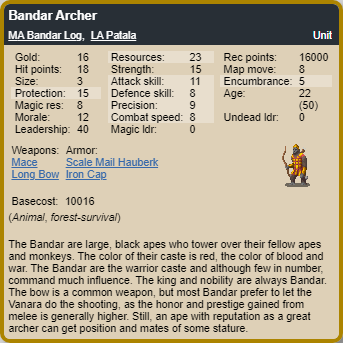 Bandar Archer
MA Bandar Log, LA Patala Unit
Gold: 16 Resources: 23 Rec points: 16000
Hit points: 18 Strength: 15 Map move: 8
Size: 3 Attack skill: 11 Encumbrance: 5
Protection: 15 Defence skill: 8 Age: 22
Magic res: 8 Precision: 9 (50)
Morale: 12 Combat speed: 8 Undead ldr: 0
Leadership: 40 Magic ldr: 0
Weapons: Armor:
Mace Scale Mail Hauberk
Long Bow Iron Cap
Basecost: 10016
(Animal, forest-survival)
The Bandar are large, black apes who tower over their fellow apes
and monkeys. The color of their caste is red, the color of blood and
war. The Bandar are the warrior caste and although few in number,
command much influence. The king and nobility are always Bandar.
The bow is a common weapon, but most Bandar prefer to let the
Vanara do the shooting, as the honor and prestige gained from
melee is generally higher. Still, an ape with reputation as a great
archer can get position and mates of some stature.